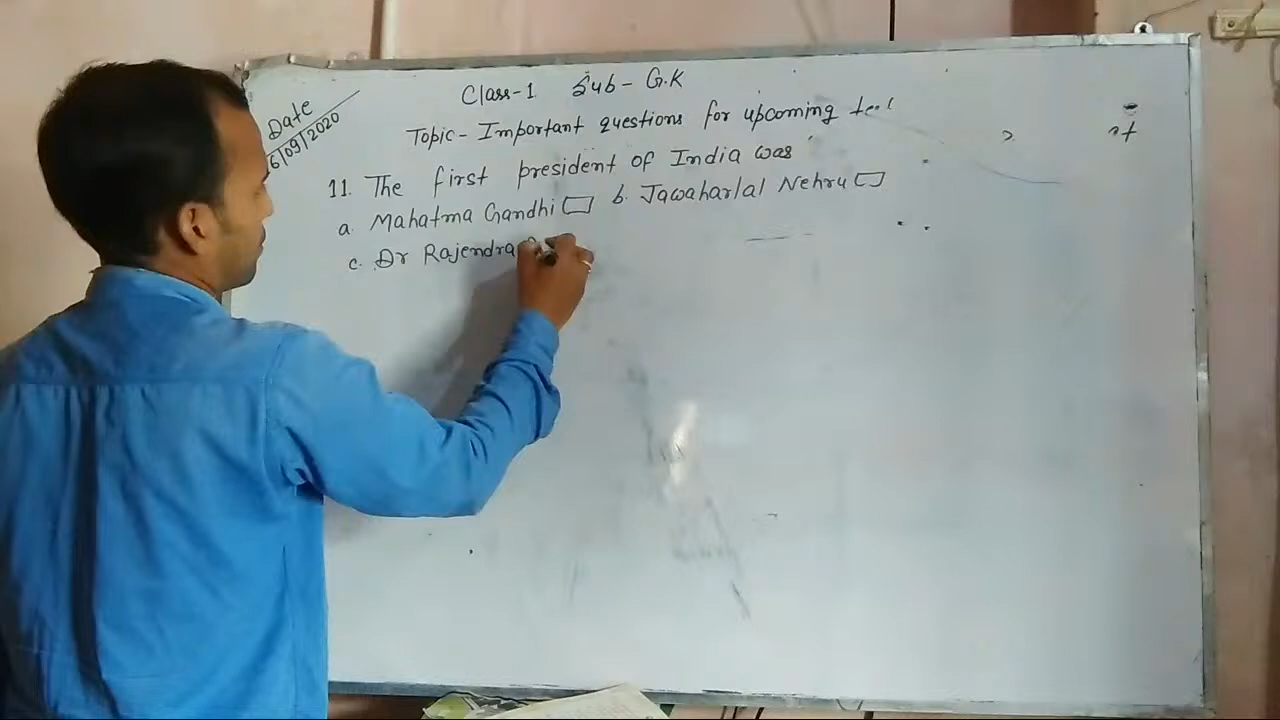 Date
6/09/2020
Class-1 Sub- G.K
Topic- Important questions for upcoming
11. The first president of India was
a. Mahatma Gandhi b. Jawaharlal Nehru
c. Dr Rajendra